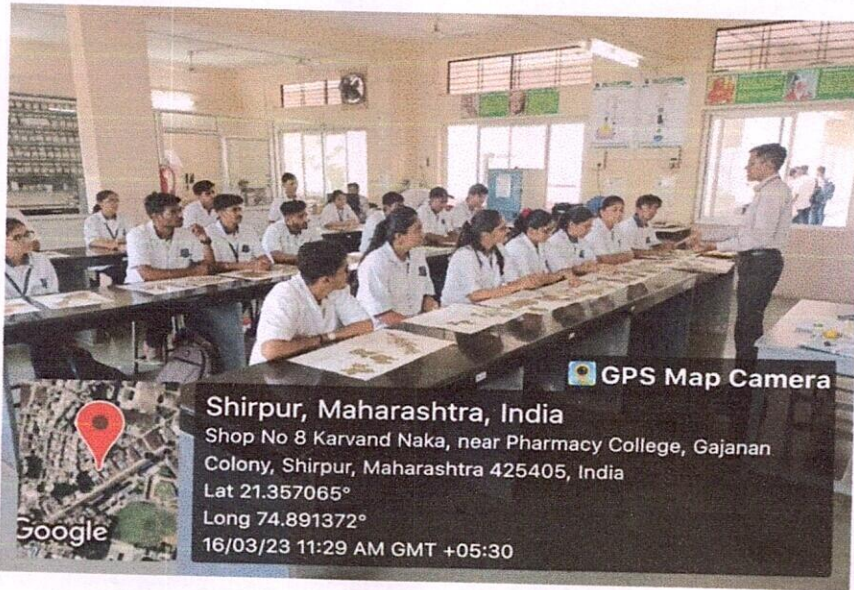 GPS Map Camera
Shirpur, Maharashtra, India
Shop No 8 Karvand Naka, near Pharmacy College, Gajanan
Colony, Shirpur, Maharashtra 425405, India
Lat 21.357065°
Long 74.891372°
16/03/23 11:29 AM GMT +05:30
Google